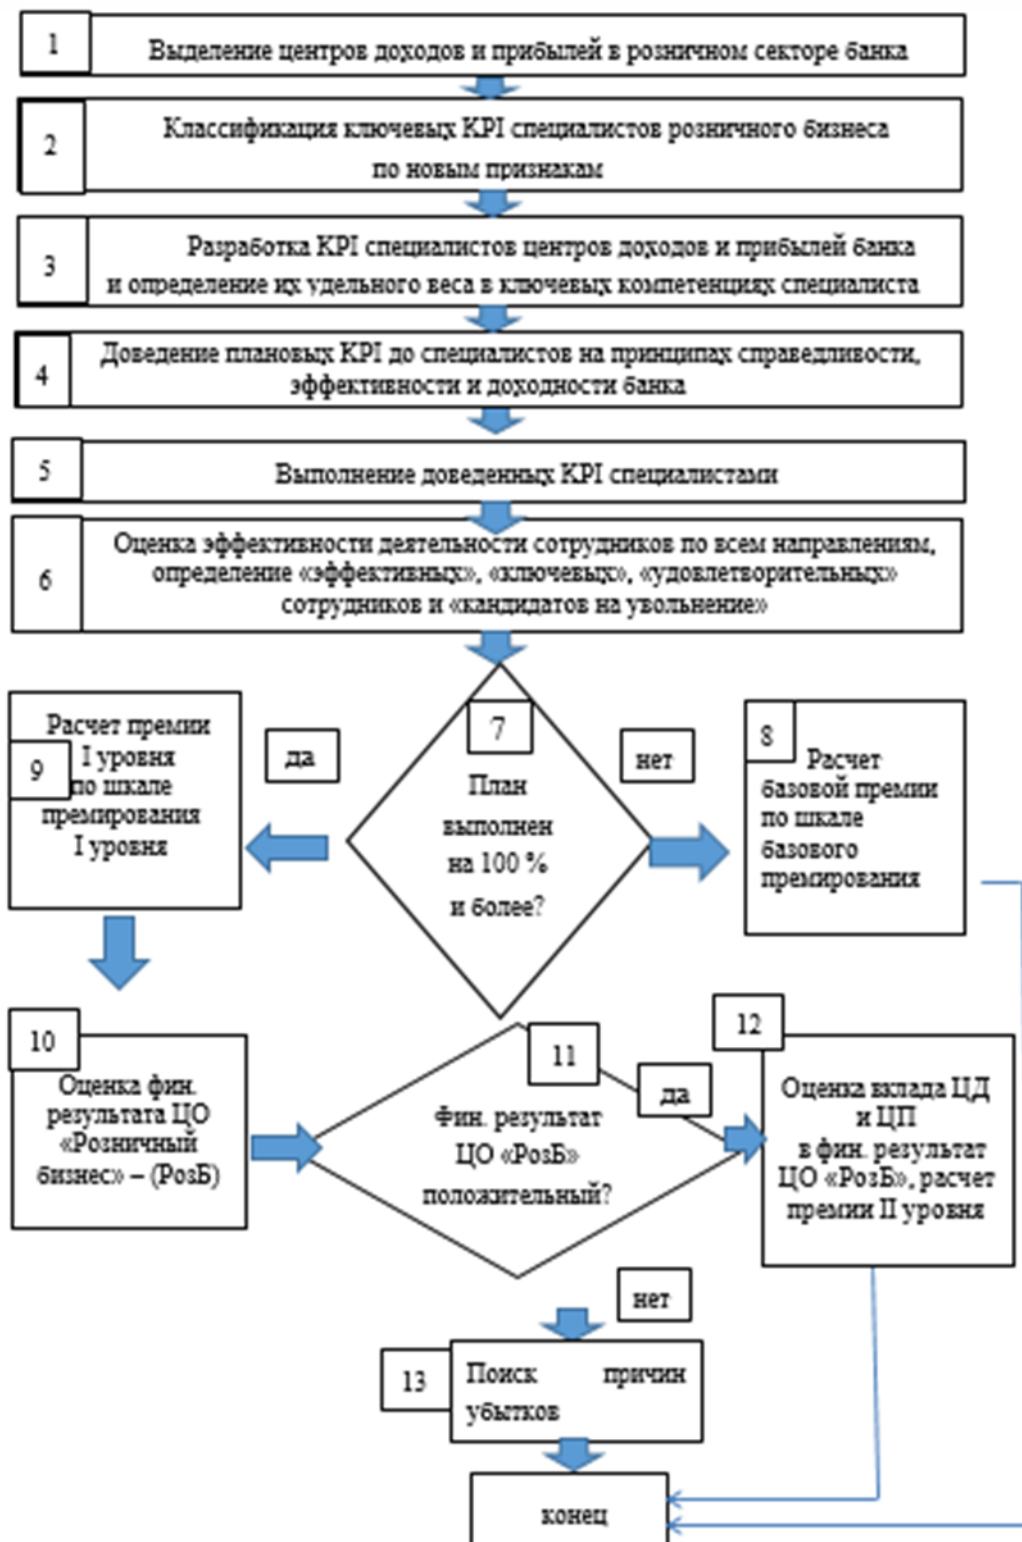 1
Выделение центров доходов и прибылей в розничном секторе банка
2
Классификация ключевых KPI специалистов розничного бизнеса
по новым признакам
3
Разработка KPI специалистов центров доходов и прибылей банка
и определение их удельного веса в ключевых компетенциях специалиста
4
Доведение плановых KPI до специалистов на принципах справедливости,
эффективности и доходности банка
5
Выполнение доведенных KPI специалистами
6
Оценка эффективности деятельности сотрудников по всем направлениям,
определение «эффективных», «ключевых», «удовлетворительных»
сотрудников и «кандидатов на увольнение»
7
План
выполнен
на 100 %
и более?
да
нет
8
Расчет
базовой премии
по шкале
базового
премирования
9
Расчет премии
I уровня
по шкале
премирования
I уровня
10
Оценка фин.
результата ЦО
«Розничный
бизнес» – (РозБ)
11
Фин. результат
ЦО «РозБ»
положительный?
да
12
Оценка вклада ЦД
и ЦП
в фин. результат
ЦО «РозБ», расчет
премии II уровня
нет
13
Поиск причин
убытков
конец